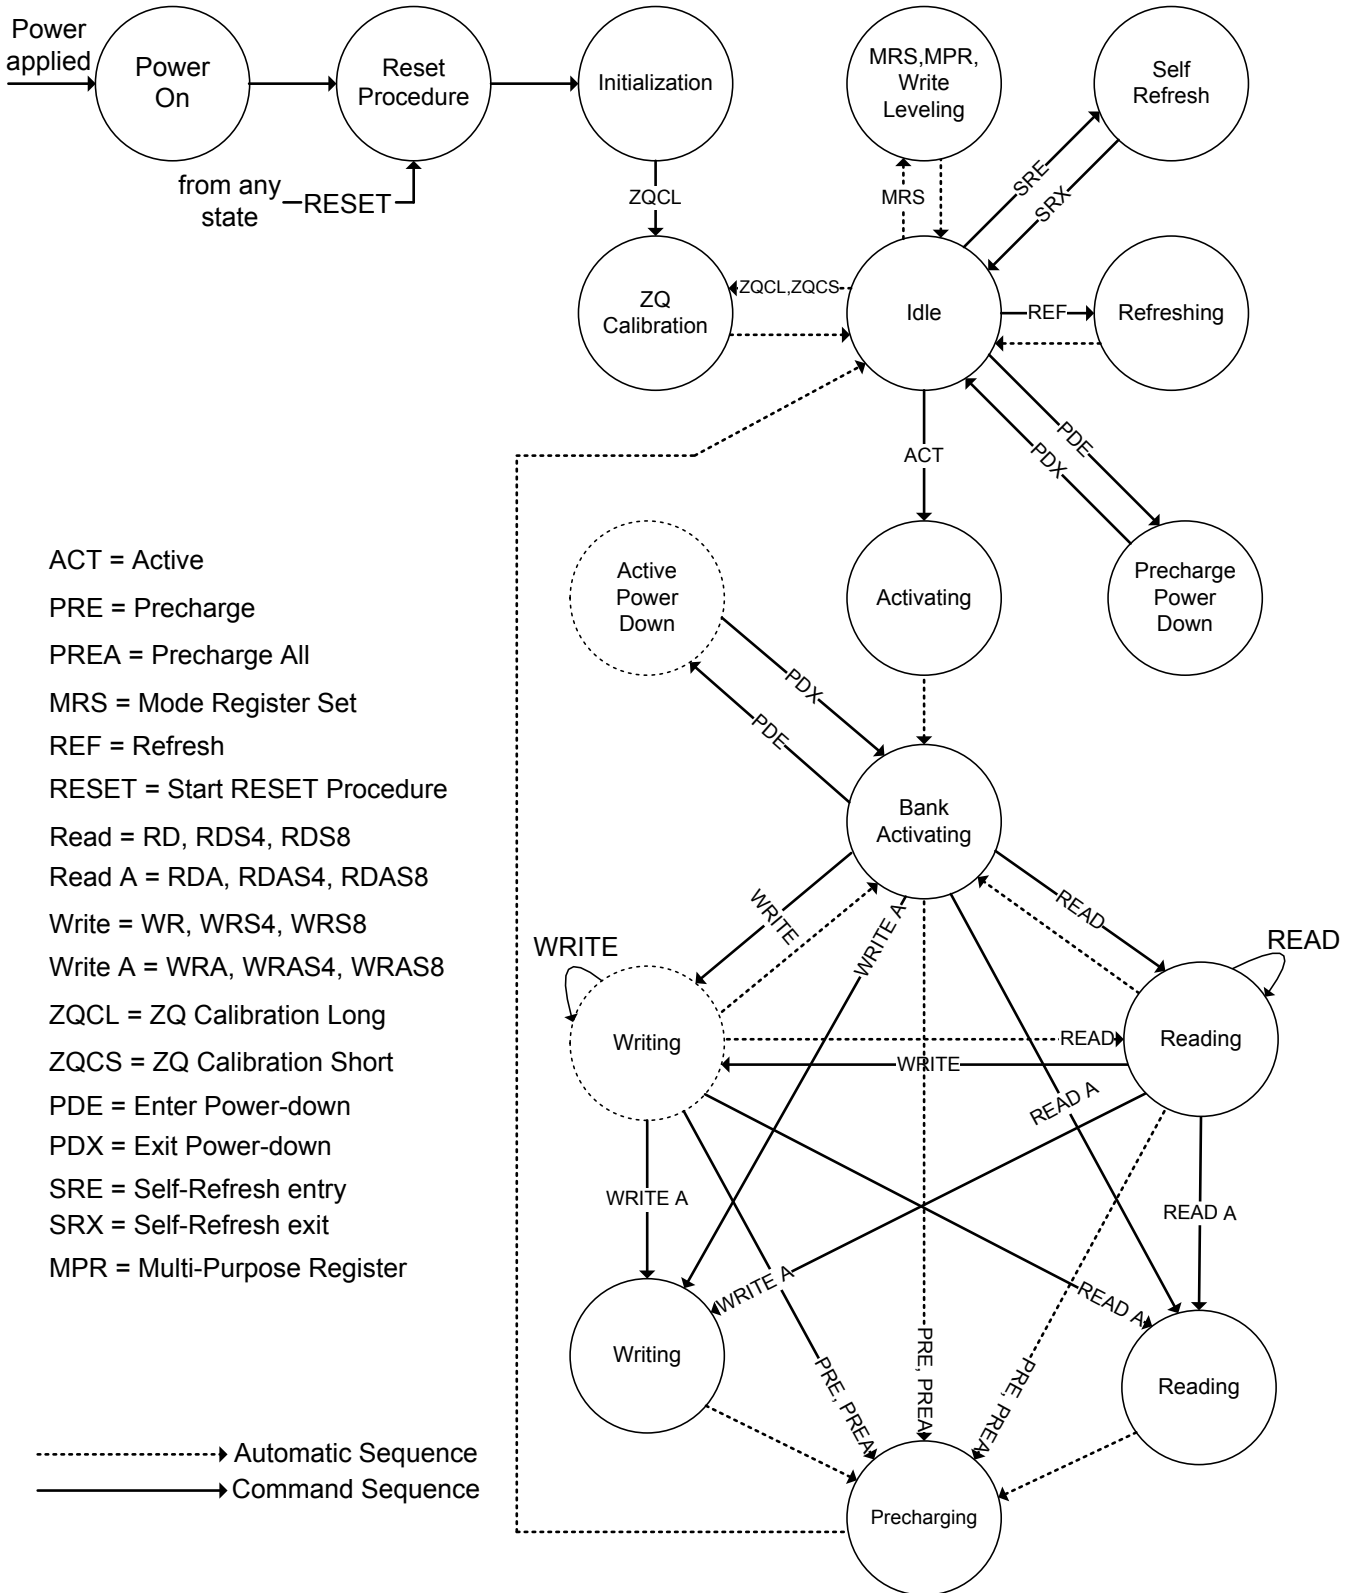 Power
applied
Power
On
Reset
Procedure
Initialization
MRS,MPR,
Write
Leveling
Self
Refresh
from any
state
RESET
ZQCL
MRS
SRE
SRX
ZQ
Calibration
ZQCL,ZQCS
Idle
REF
Refreshing
ACT
PDE
PDX
Active
Power
Down
Activating
Precharge
Power
Down
PDX
PDE
Bank
Activating
WRITE
WRITE A
READ
WRITE
READ
Writing
READ
Reading
WRITE
READ A
WRITE A
READ A
WRITE A
READ A
Writing
PRE, PREA
PRE, PREA
PRE, PREA
Reading
Precharging
ACT = Active
PRE = Precharge
PREA = Precharge All
MRS = Mode Register Set
REF = Refresh
RESET = Start RESET Procedure
Read = RD, RDS4, RDS8
Read A = RDA, RDAS4, RDAS8
Write = WR, WRS4, WRS8
Write A = WRA, WRAS4, WRAS8
ZQCL = ZQ Calibration Long
ZQCS = ZQ Calibration Short
PDE = Enter Power-down
PDX = Exit Power-down
SRE = Self-Refresh entry
SRX = Self-Refresh exit
MPR = Multi-Purpose Register
Automatic Sequence
Command Sequence